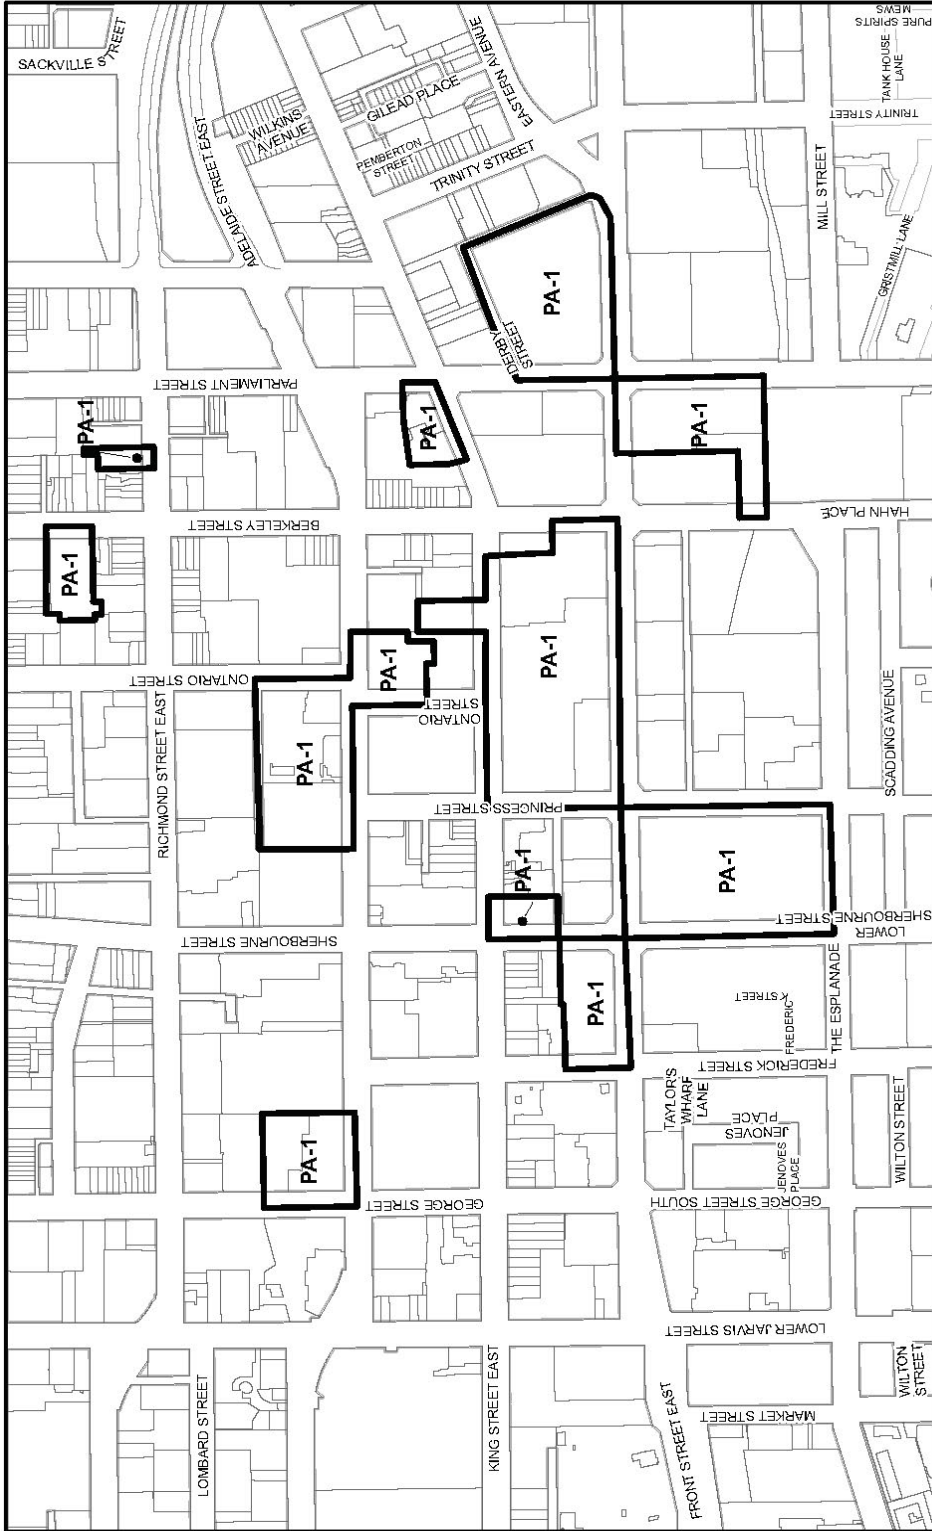 PURE SPIRITS
MEWS
SACKVILLE STREET
TANK HOUSE
LANE
TRINITY STREET
EASTERN AVENUE
GILEAD PLACE
WILKINS
AVENUE
ADELAIDE STREET EAST
PEMBERTON
STREET
TRINITY STREET
MILL STREET
GRISTMILL LANE
PA-1
DERBY
STREET
PARLIAMENT STREET
PA-1
PA-1
PA-1
HAHN PLACE
BERKELEY STREET
PA-1
PA-1
PA-1
ONTARIO STREET
ONTARIO
STREET
SCADDING AVENUE
RICHMOND STREET EAST
PA-1
PRINCESS STREET
PA-1
PA-1
LOWER
SHERBOURNE STREET
SHERBOURNE STREET
PA-1
FREDERICK STREET
THE ESPLANADE
FREDERICK STREET
TAYLOR'S
WHARF
LANE
JENOVES
PLACE
JENOVES
PLACE
WILTON STREET
PA-1
GEORGE STREET
GEORGE STREET SOUTH
LOWER JARVIS STREET
LOMBARD STREET
KING STREET EAST
FRONT STREET EAST
MARKET STREET
WILTON
STREET